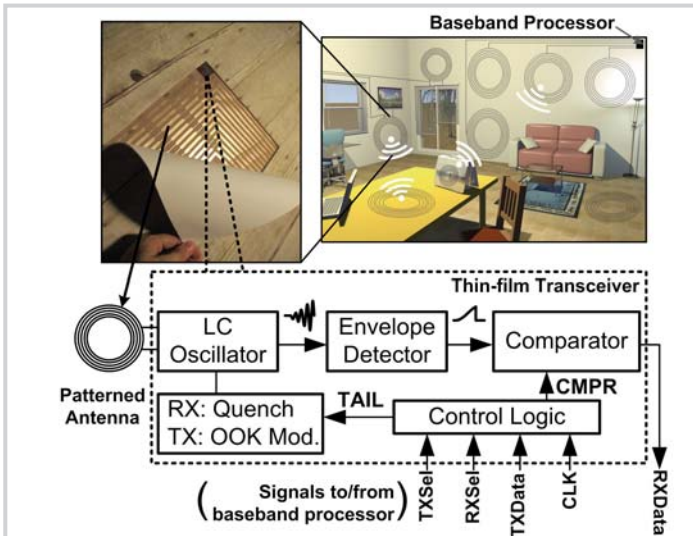 Baseband Processor
Thin-film Transceiver
LC
Oscillator
Envelope
Detector
Comparator
Patterned
Antenna
RX: Quench
TX: OOK Mod.
TAIL
CMPR
Control Logic
Signals to/from
baseband processor
TXSel
RXSel
TXData
CLK
RXData